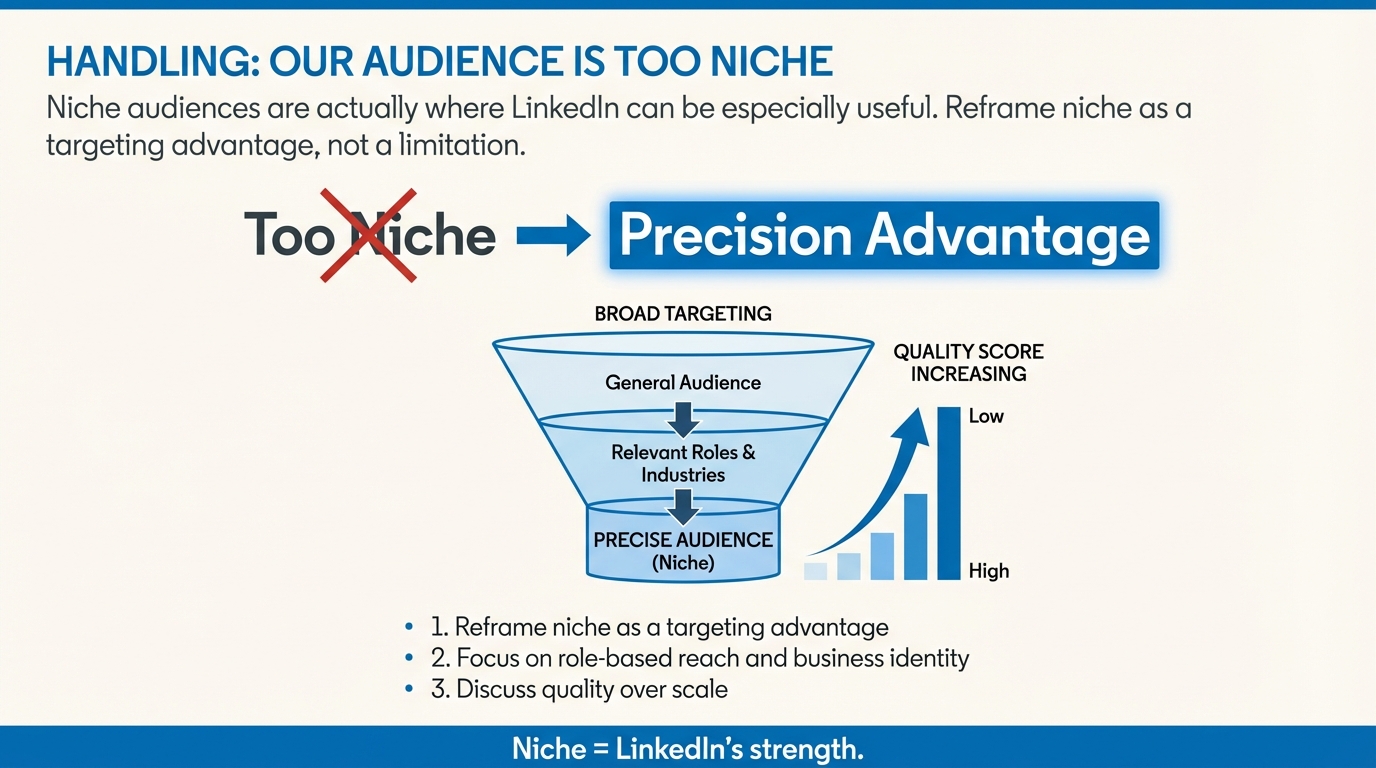 HANDLING: OUR AUDIENCE IS TOO NICHE
Niche audiences are actually where LinkedIn can be especially useful. Reframe niche as a
targeting advantage, not a limitation.
Too Niche
Precision Advantage
BROAD TARGETING
General Audience
Relevant Roles &
Industries
PRECISE AUDIENCE
(Niche)
QUALITY SCORE
INCREASING
Low
High
• 1. Reframe niche as a targeting advantage
• 2. Focus on role-based reach and business identity
• 3. Discuss quality over scale
Niche = LinkedIn's strength.